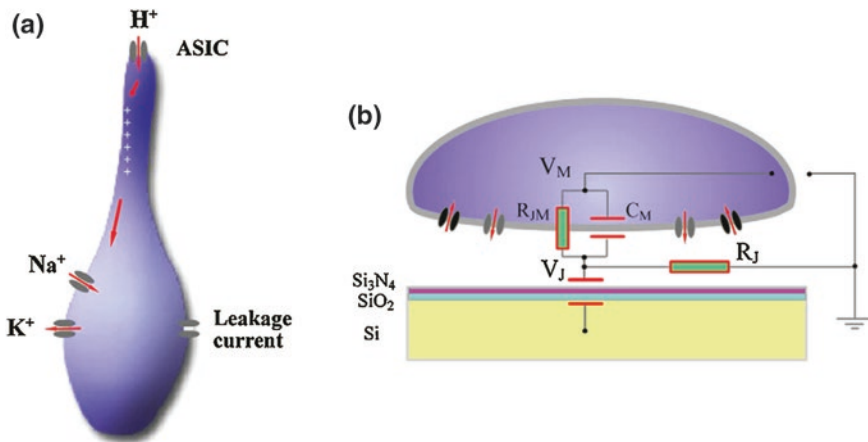 (a)
H⁺
ASIC
+
+
+
+
+
Na⁺
K⁺
Leakage
current
(b)
V_M
R_JM
C_M
V_J
R_J
Si₃N₄
SiO₂
Si